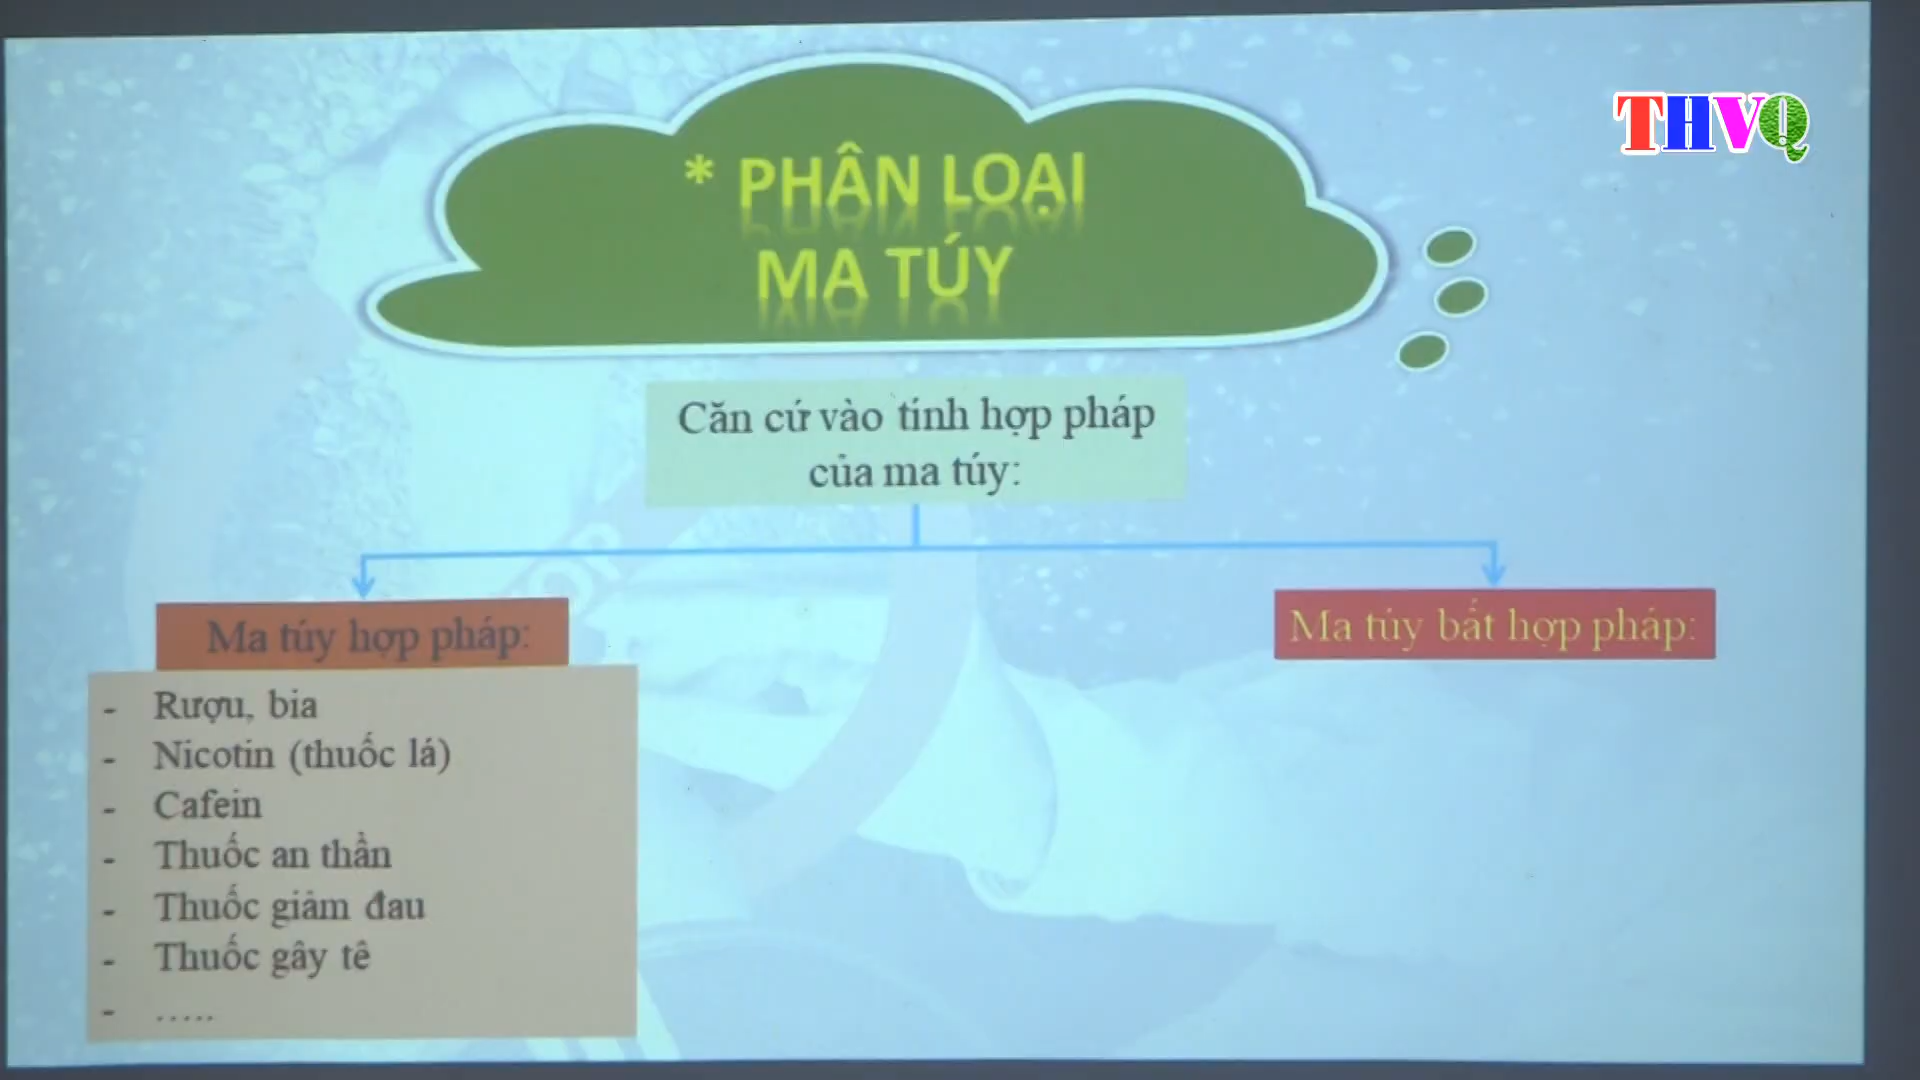 THVQ
* PHÂN LOẠI
MA TÚY
Căn cứ vào tính hợp pháp
của ma túy:
Ma túy hợp pháp:
Ma túy bất hợp pháp:
- Rượu, bia
- Nicotin (thuốc lá)
- Cafein
- Thuốc an thần
- Thuốc giảm đau
- Thuốc gây tê
- .....